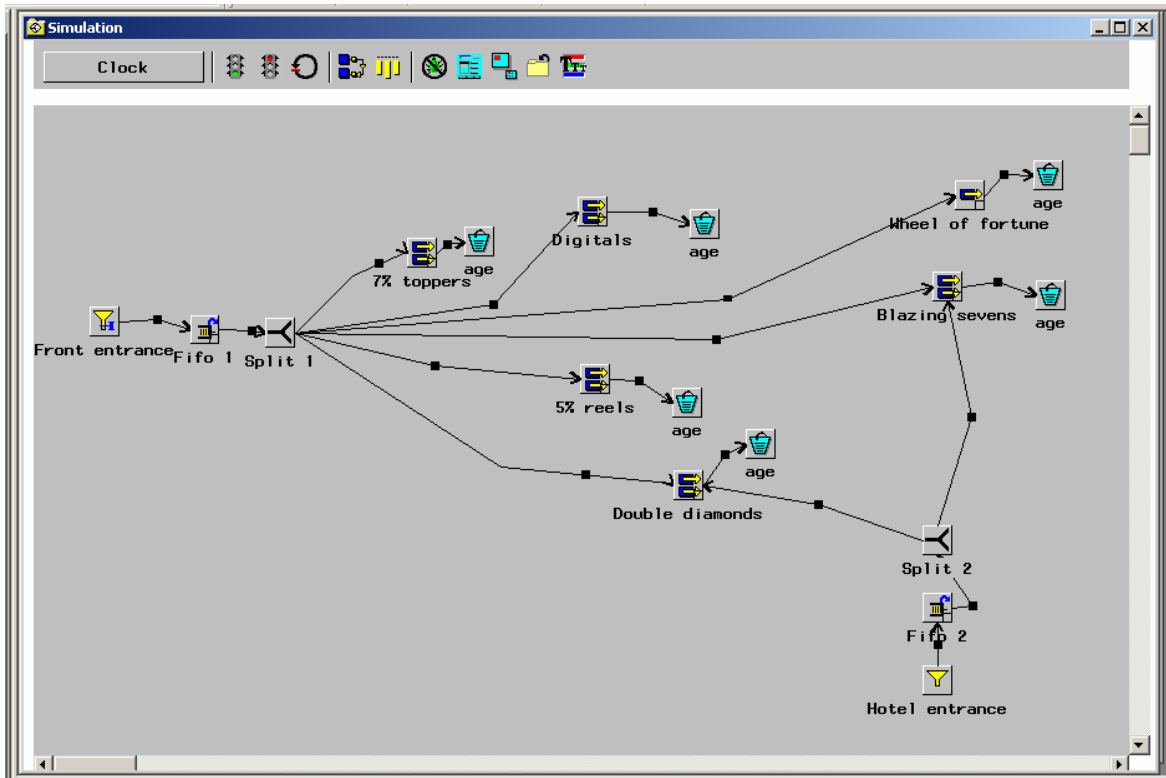 Simulation
Clock
Wheel of fortune
age
Digitals
age
7% toppers
age
Blazing sevens
age
Front entrance
Fifo 1
Split 1
5% reels
age
age
Double diamonds
Split 2
Fifo 2
Hotel entrance